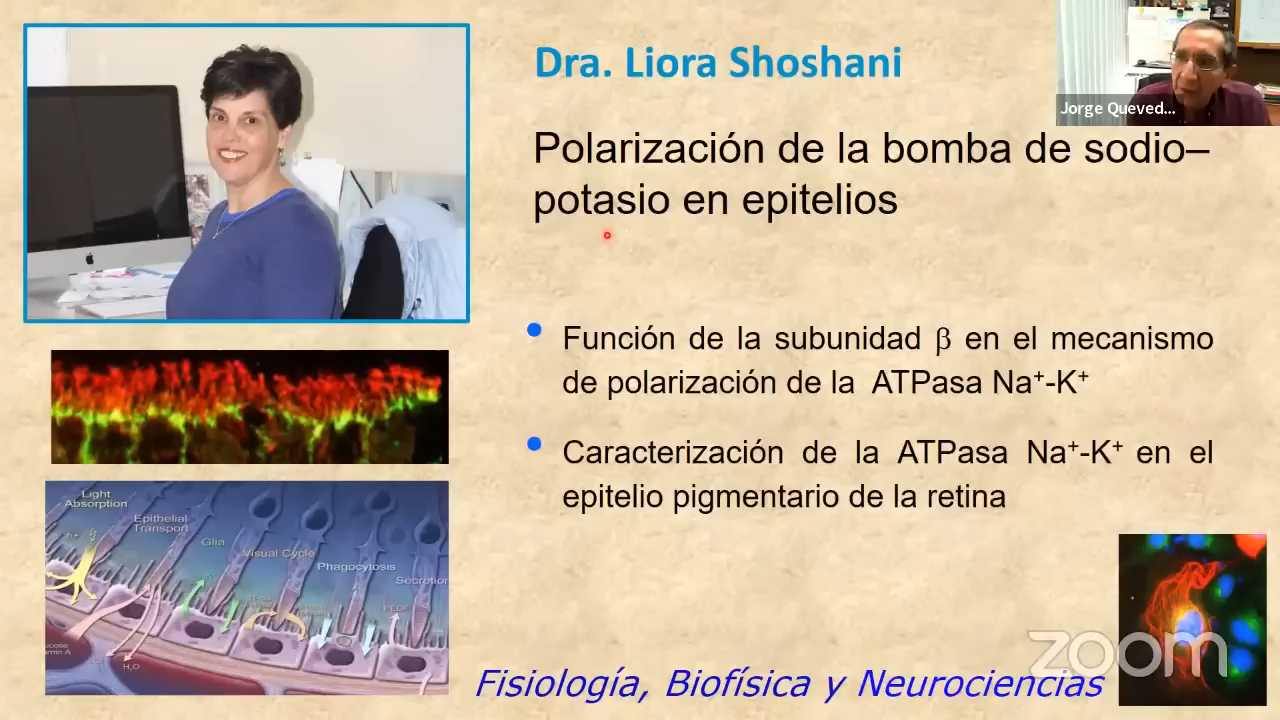 Dra. Liora Shoshani
Jorge Queved...
Polarización de la bomba de sodio–
potasio en epitelios
• Función de la subunidad β en el mecanismo
de polarización de la ATPasa Na⁺-K⁺
• Caracterización de la ATPasa Na⁺-K⁺ en el
epitelio pigmentario de la retina
Light
Absorption
Epithelial
Transport
Glia
Visual Cycle
Phagocytosis
Secretion
PEDF
H₂O
zoom
Fisiología, Biofísica y Neurociencias